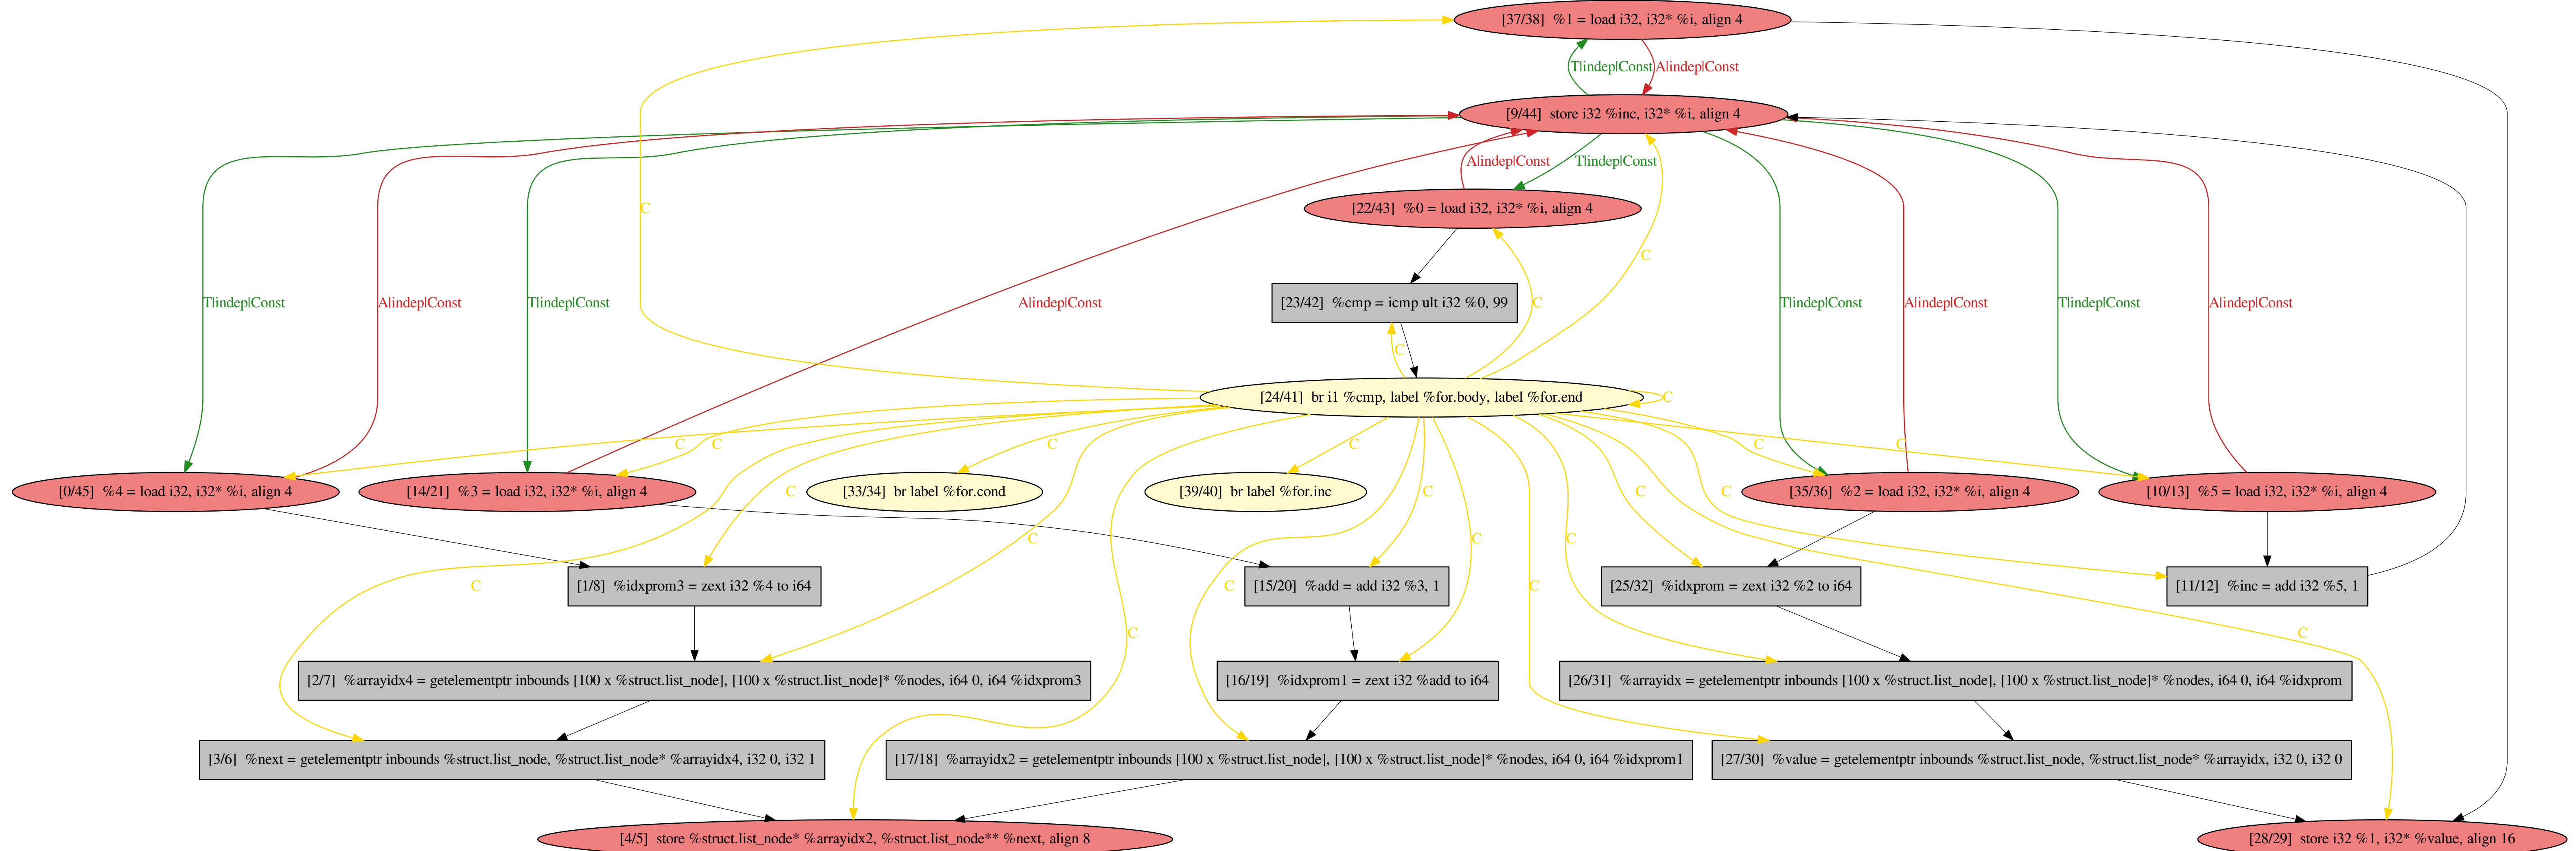 [37/38]  %1 = load i32, i32* %i, align 4
T|indep|Const
A|indep|Const
[9/44]  store i32 %inc, i32* %i, align 4
A|indep|Const
T|indep|Const
C
[22/43]  %0 = load i32, i32* %i, align 4
C
T|indep|Const
A|indep|Const
T|indep|Const
A|indep|Const
[23/42]  %cmp = icmp ult i32 %0, 99
C
T|indep|Const
A|indep|Const
T|indep|Const
A|indep|Const
C
[24/41]  br i1 %cmp, label %for.body, label %for.end
C
C
C
C
C
C
C
[0/45]  %4 = load i32, i32* %i, align 4
[14/21]  %3 = load i32, i32* %i, align 4
C
[33/34]  br label %for.cond
[39/40]  br label %for.inc
C
C
C
[35/36]  %2 = load i32, i32* %i, align 4
[10/13]  %5 = load i32, i32* %i, align 4
C
C
C
C
[1/8]  %idxprom3 = zext i32 %4 to i64
C
[15/20]  %add = add i32 %3, 1
C
[25/32]  %idxprom = zext i32 %2 to i64
[11/12]  %inc = add i32 %5, 1
C
C
[2/7]  %arrayidx4 = getelementptr inbounds [100 x %struct.list_node], [100 x %struct.list_node]* %nodes, i64 0, i64 %idxprom3
[16/19]  %idxprom1 = zext i32 %add to i64
[26/31]  %arrayidx = getelementptr inbounds [100 x %struct.list_node], [100 x %struct.list_node]* %nodes, i64 0, i64 %idxprom
[3/6]  %next = getelementptr inbounds %struct.list_node, %struct.list_node* %arrayidx4, i32 0, i32 1
[17/18]  %arrayidx2 = getelementptr inbounds [100 x %struct.list_node], [100 x %struct.list_node]* %nodes, i64 0, i64 %idxprom1
[27/30]  %value = getelementptr inbounds %struct.list_node, %struct.list_node* %arrayidx, i32 0, i32 0
[4/5]  store %struct.list_node* %arrayidx2, %struct.list_node** %next, align 8
[28/29]  store i32 %1, i32* %value, align 16